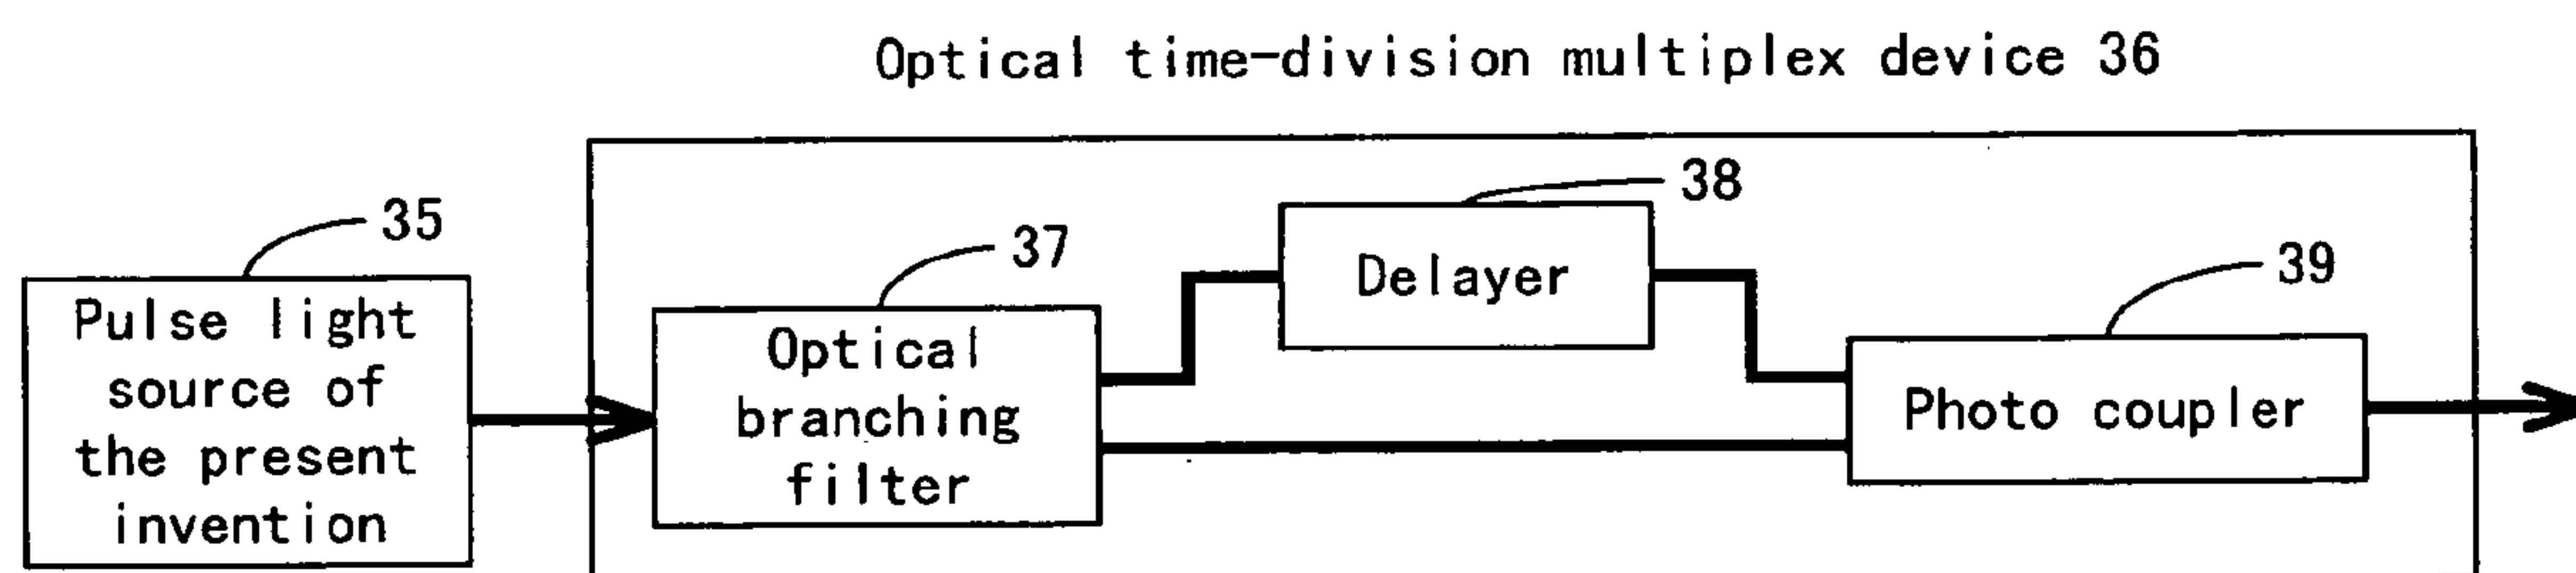 Optical time-division multiplex device 36
35
Pulse light
source of
the present
invention
37
Optical
branching
filter
38
Delayer
39
Photo coupler